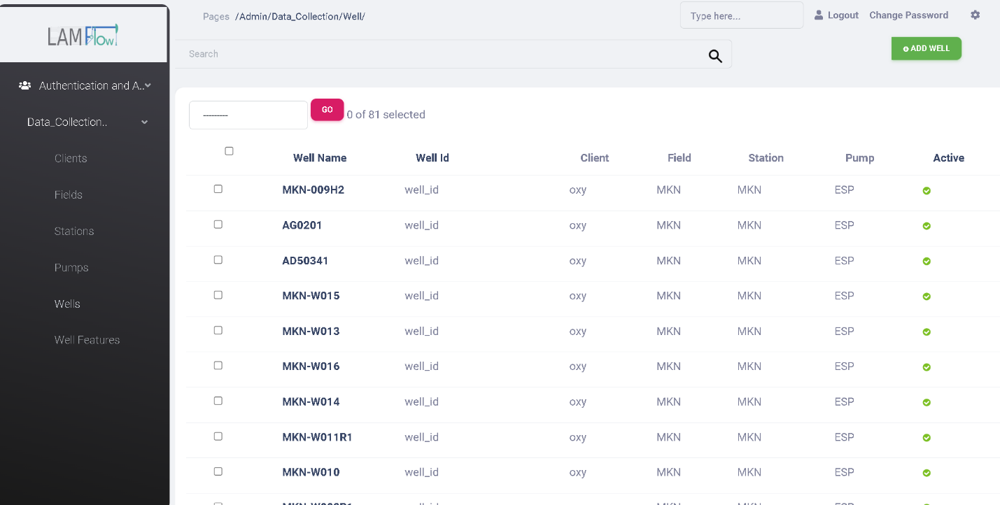 LAMFlow
Authentication and A..
Data_Collection..
Clients
Fields
Stations
Pumps
Wells
Well Features
Pages /Admin/Data_Collection/Well/
Type here...
Logout Change Password
Search
ADD WELL
---------
GO
0 of 81 selected
Well Name Well Id Client Field Station Pump Active
MKN-009H2 well_id oxy MKN MKN ESP
AG0201 well_id oxy MKN MKN ESP
AD50341 well_id oxy MKN MKN ESP
MKN-W015 well_id oxy MKN MKN ESP
MKN-W013 well_id oxy MKN MKN ESP
MKN-W016 well_id oxy MKN MKN ESP
MKN-W014 well_id oxy MKN MKN ESP
MKN-W011R1 well_id oxy MKN MKN ESP
MKN-W010 well_id oxy MKN MKN ESP
well_id oxy MKN MKN ESP